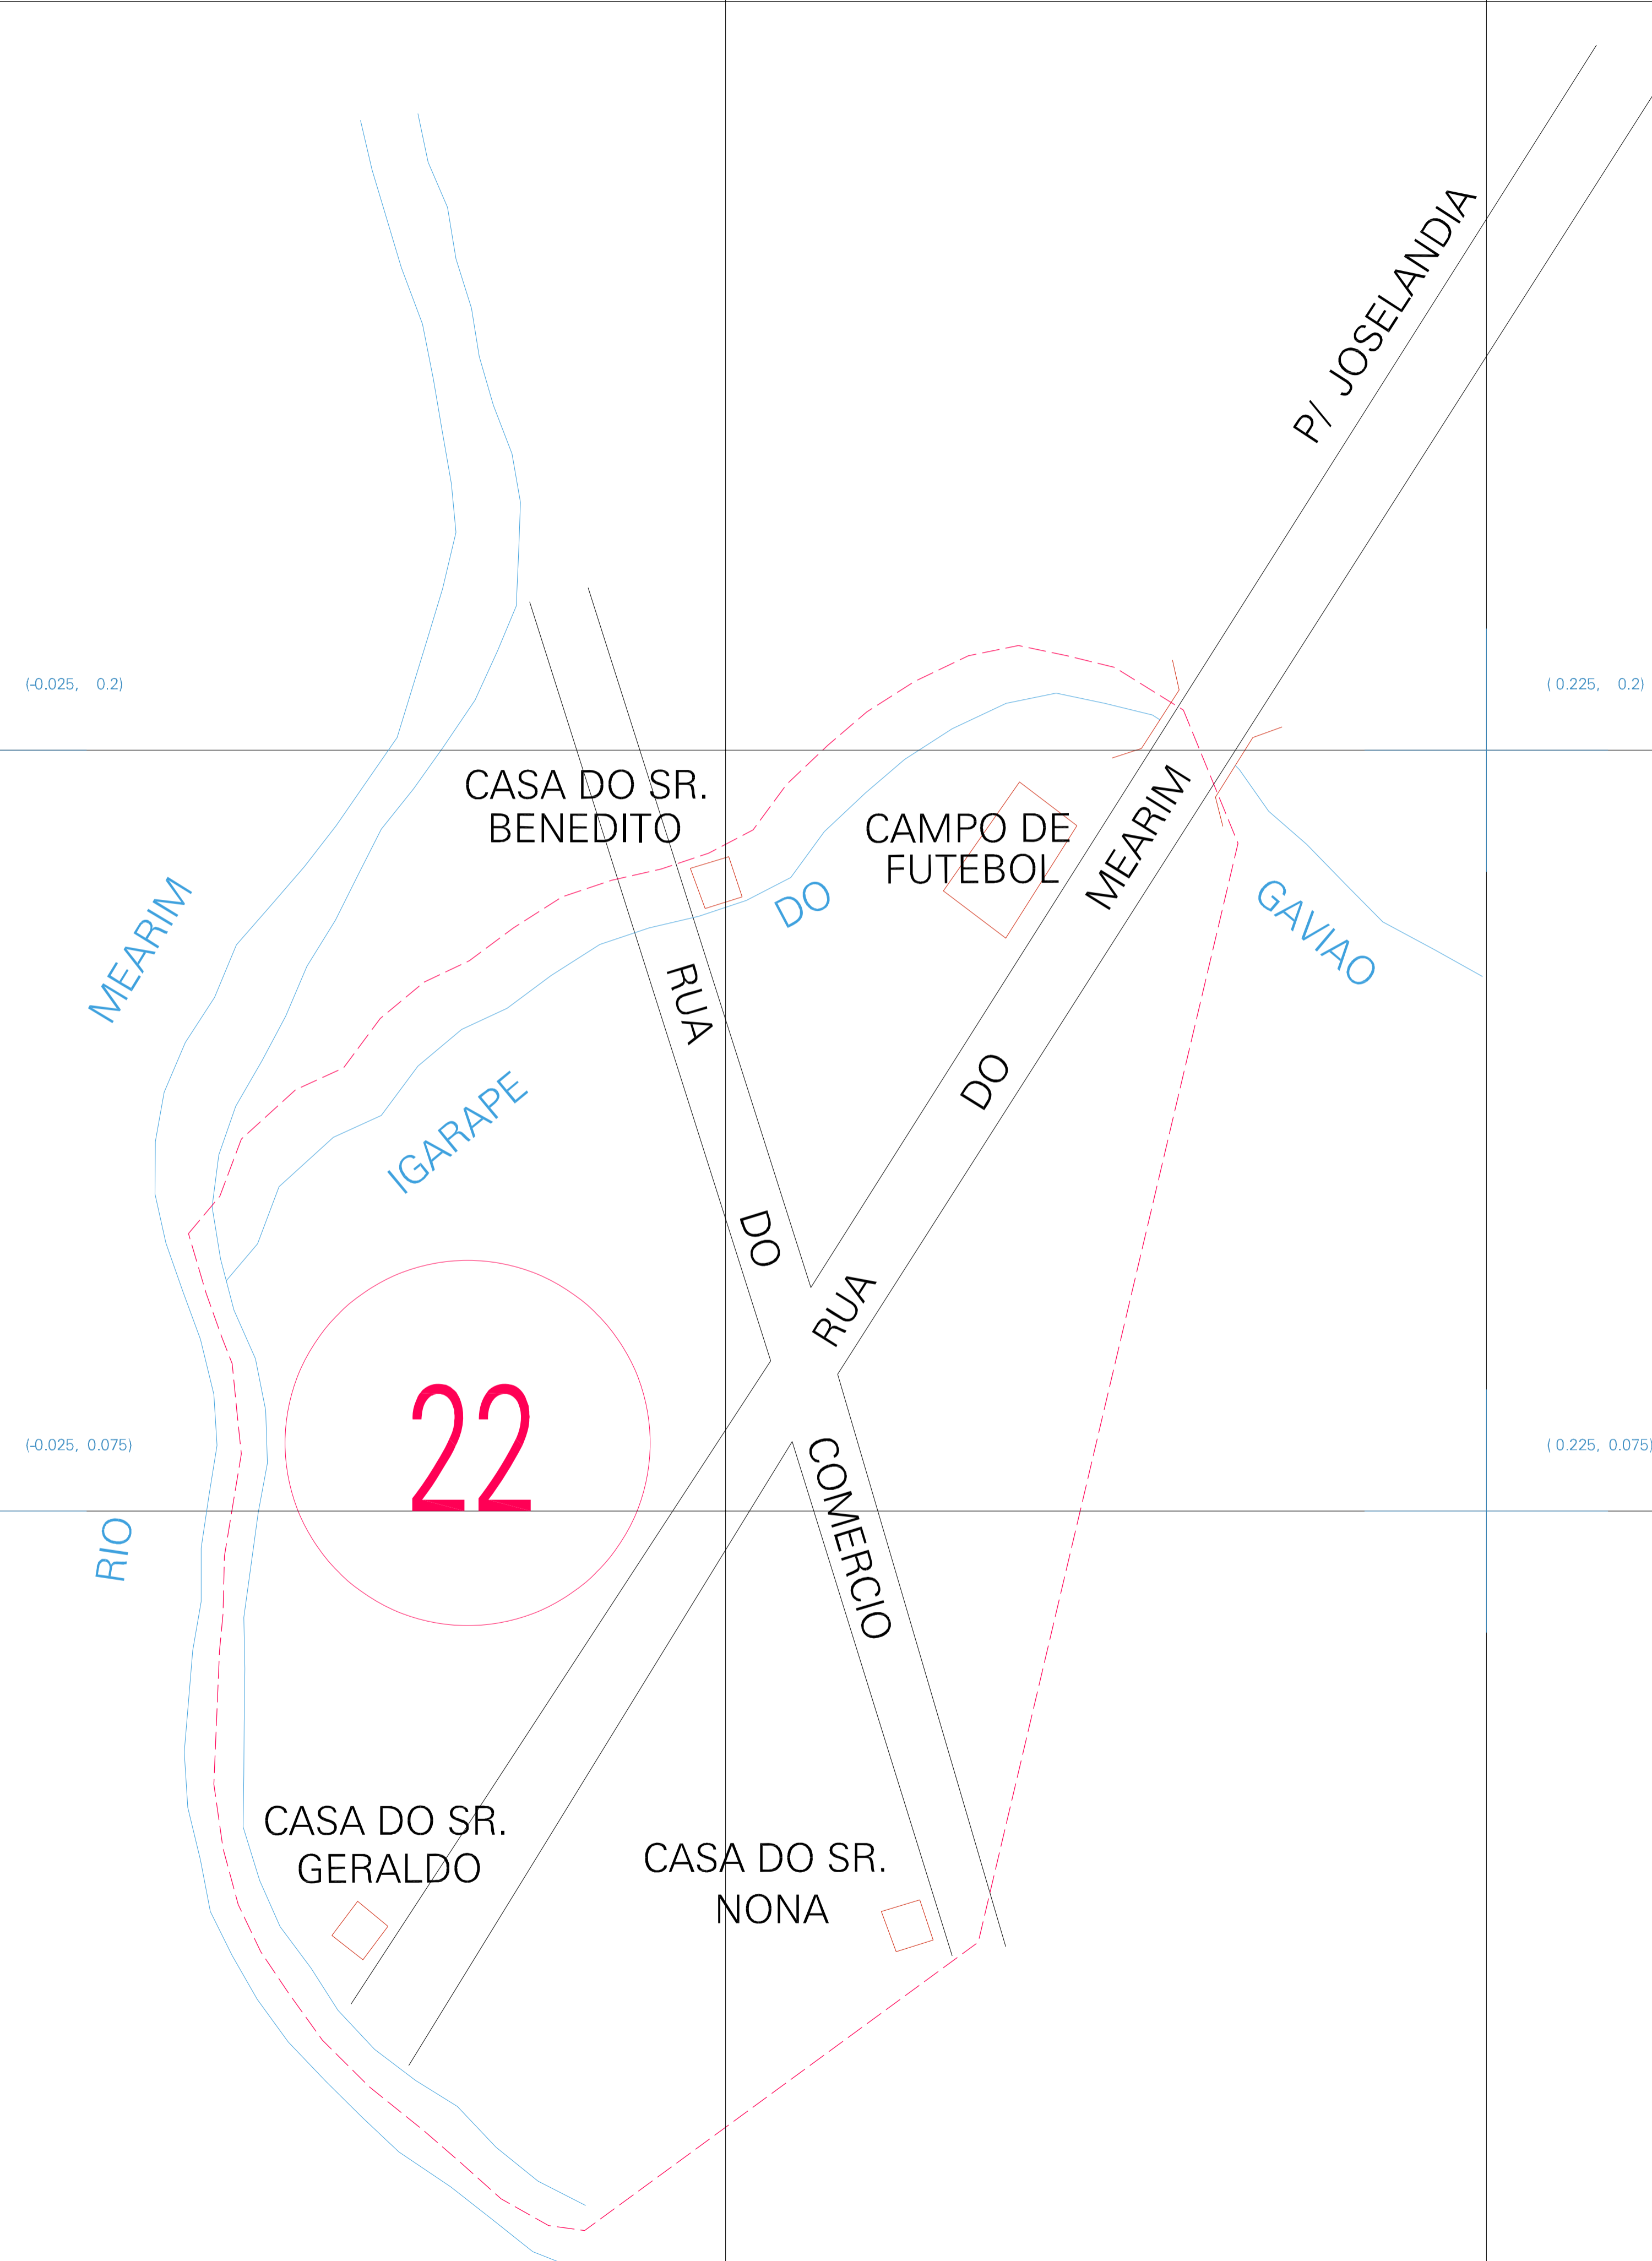 P/ JOSELANDIA
(-0.025, 0.2)
( 0.225, 0.2)
CASA DO SR.
BENEDITO
CAMPO DE
FUTEBOL
RUA DO MEARIM
IGARAPE DO GAVIAO
RIO MEARIM
RUA DO COMERCIO
22
(-0.025, 0.075)
( 0.225, 0.075)
CASA DO SR.
GERALDO
CASA DO SR.
NONA